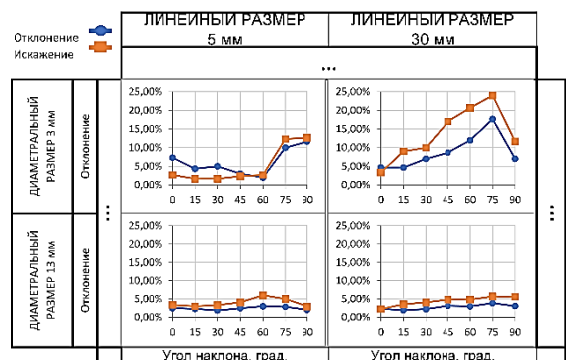 Отклонение
Искажение
ЛИНЕЙНЫЙ РАЗМЕР
5 мм
ЛИНЕЙНЫЙ РАЗМЕР
30 мм
...
ДИАМЕТРАЛЬНЫЙ
РАЗМЕР 3 мм
Отклонение
...
25,00%
20,00%
15,00%
10,00%
5,00%
0,00%
0 15 30 45 60 75 90
25,00%
20,00%
15,00%
10,00%
5,00%
0,00%
0 15 30 45 60 75 90
...
ДИАМЕТРАЛЬНЫЙ
РАЗМЕР 13 мм
Отклонение
25,00%
20,00%
15,00%
10,00%
5,00%
0,00%
0 15 30 45 60 75 90
25,00%
20,00%
15,00%
10,00%
5,00%
0,00%
0 15 30 45 60 75 90
Угол наклона, град.
Угол наклона, град.